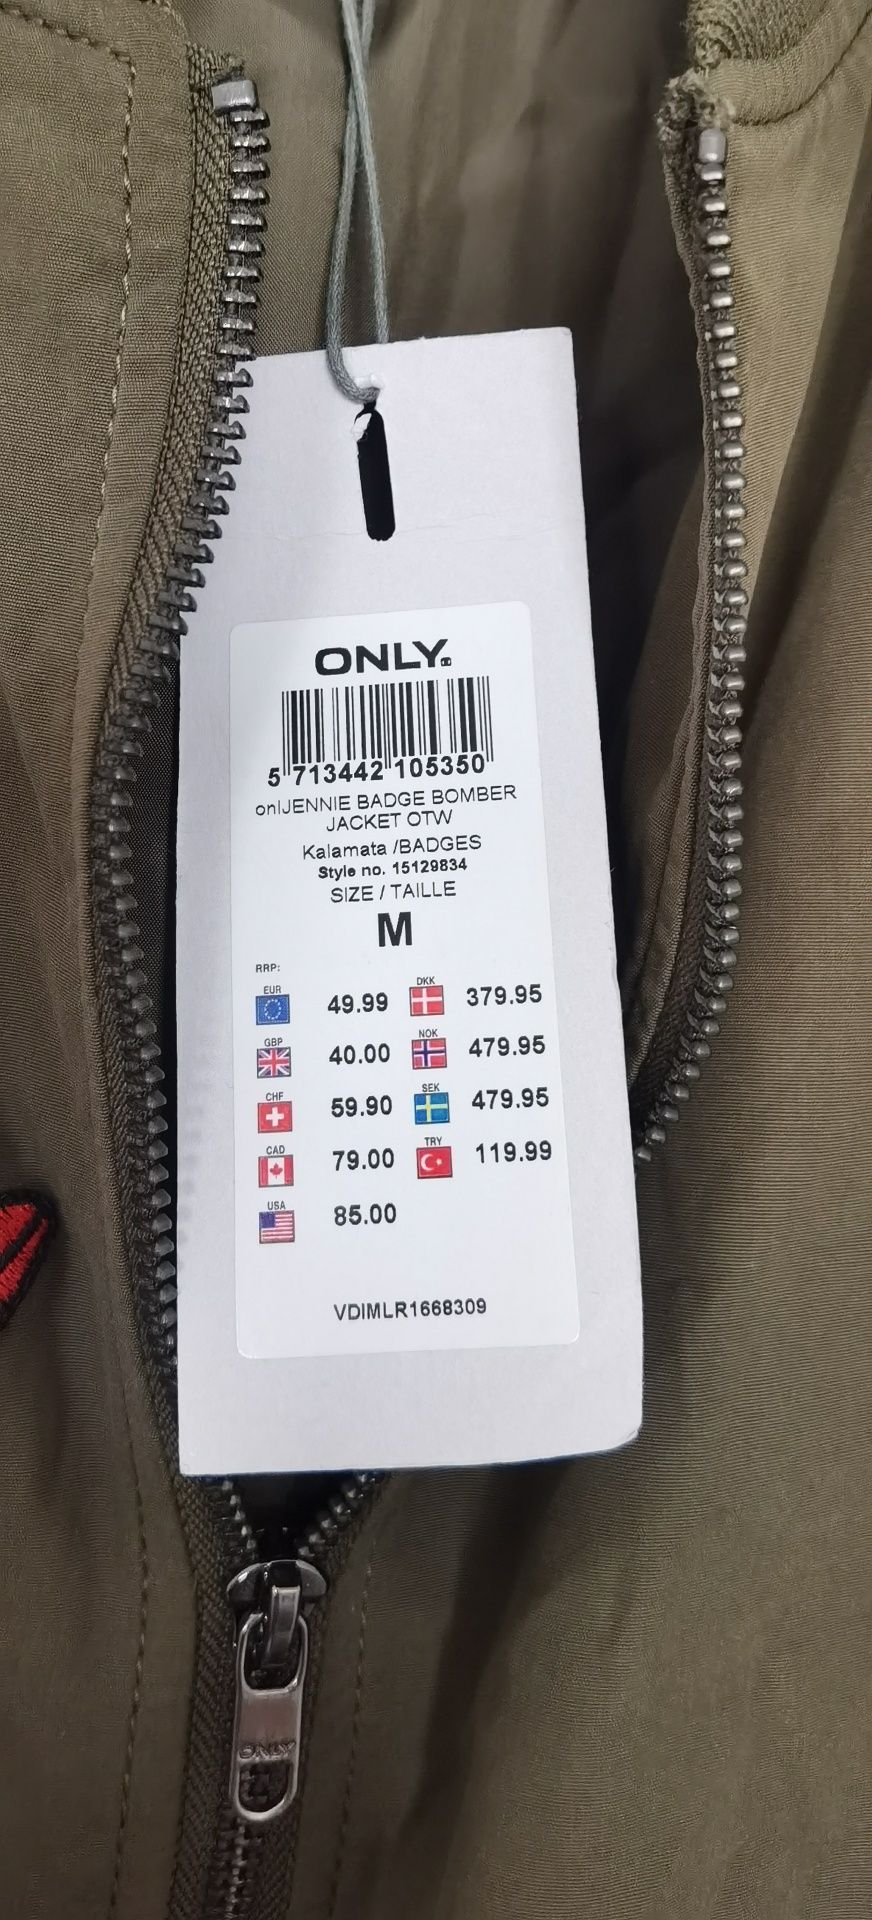 ONLY.
5 713442 105350
onlJENNIE BADGE BOMBER
JACKET OTW
Kalamata /BADGES
Style no. 15129834
SIZE / TAILLE
M
RRP:
EUR 49.99 DKK 379.95
GBP 40.00 NOK 479.95
CHF 59.90 SEK 479.95
CAD 79.00 TRY 119.99
USA 85.00
VDIMLR1668309
ONLY